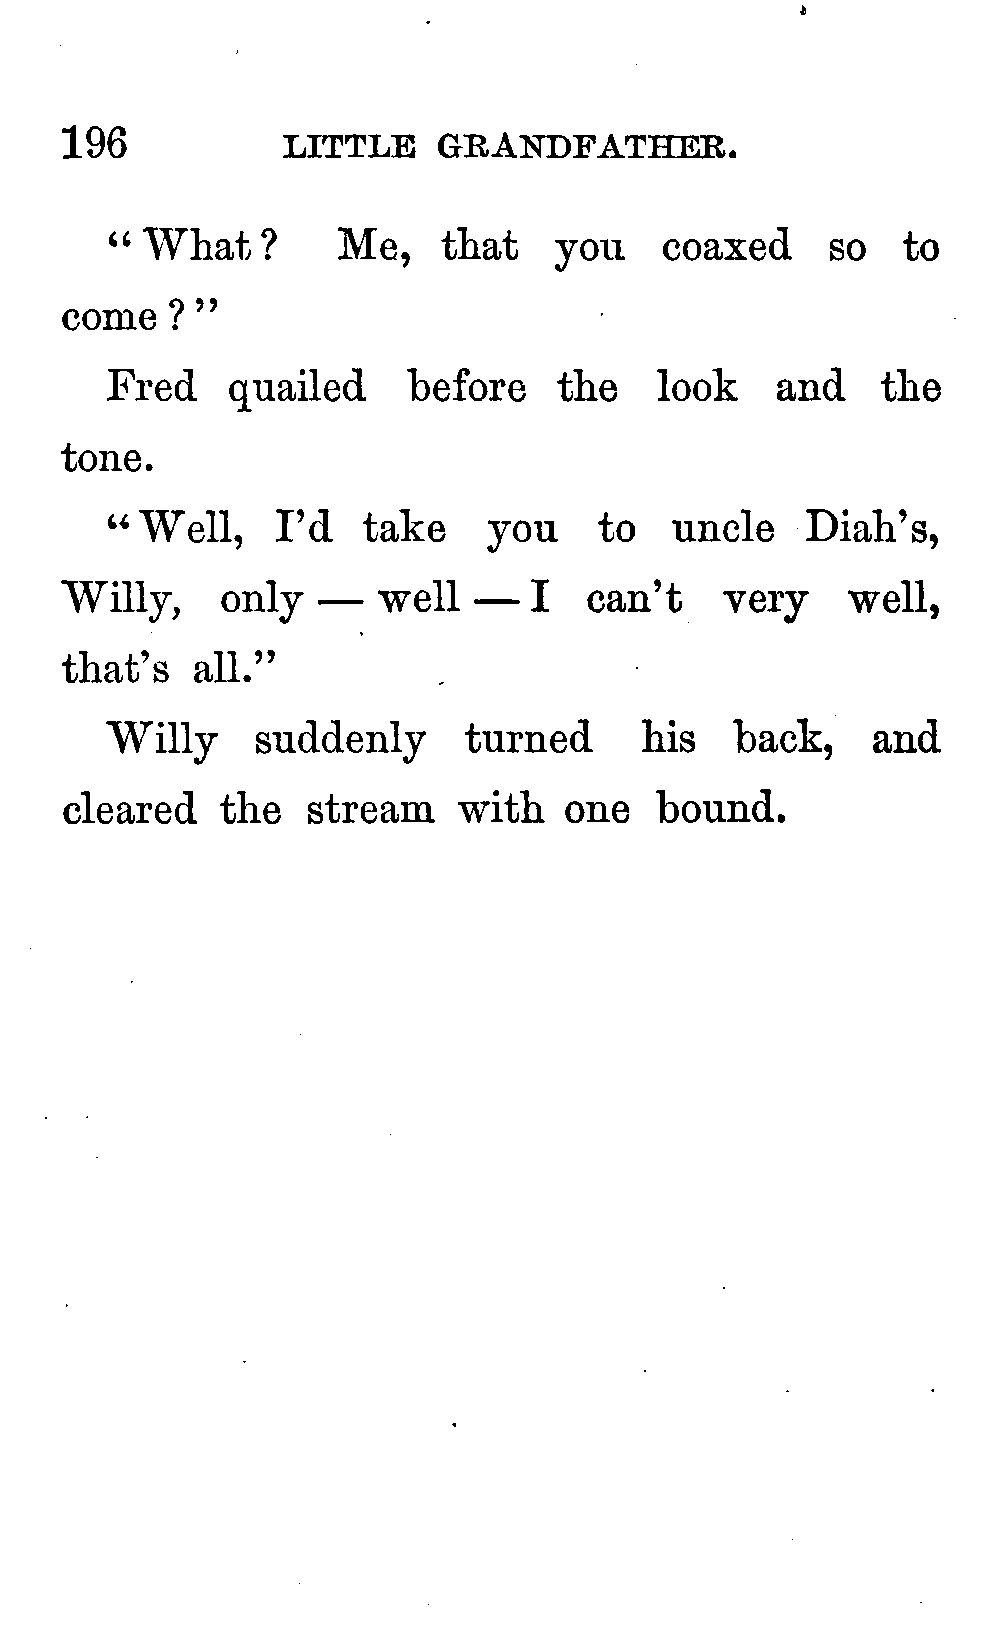 196 LITTLE GRANDFATHER.
“What? Me, that you coaxed so to
come?”
Fred quailed before the look and the
tone.
“Well, I’d take you to uncle Diah’s,
Willy, only — well — I can’t very well,
that’s all.”
Willy suddenly turned his back, and
cleared the stream with one bound.